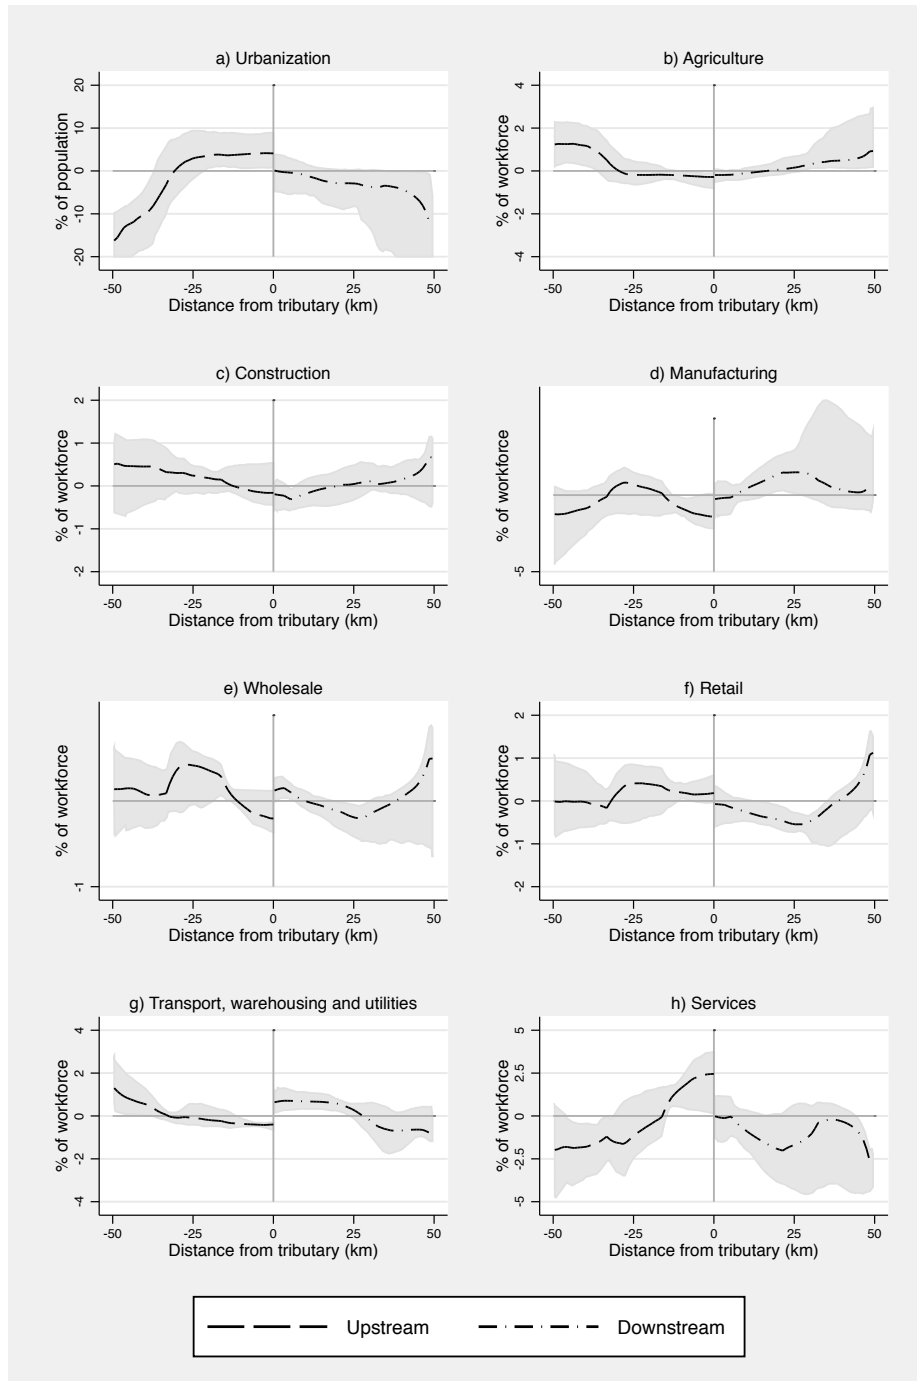 a) Urbanization
% of population
20
10
0
-10
-20
-50 -25 0 25 50
Distance from tributary (km)
b) Agriculture
% of workforce
4
2
0
-2
-4
-50 -25 0 25 50
Distance from tributary (km)
c) Construction
% of workforce
2
1
0
-1
-2
-50 -25 0 25 50
Distance from tributary (km)
d) Manufacturing
% of workforce
-5
-50 -25 0 25 50
Distance from tributary (km)
e) Wholesale
% of workforce
-1
-50 -25 0 25 50
Distance from tributary (km)
f) Retail
% of workforce
2
1
0
-1
-2
-50 -25 0 25 50
Distance from tributary (km)
g) Transport, warehousing and utilities
% of workforce
4
2
0
-2
-4
-50 -25 0 25 50
Distance from tributary (km)
h) Services
% of workforce
5
2.5
0
-2.5
-5
-50 -25 0 25 50
Distance from tributary (km)
Upstream Downstream